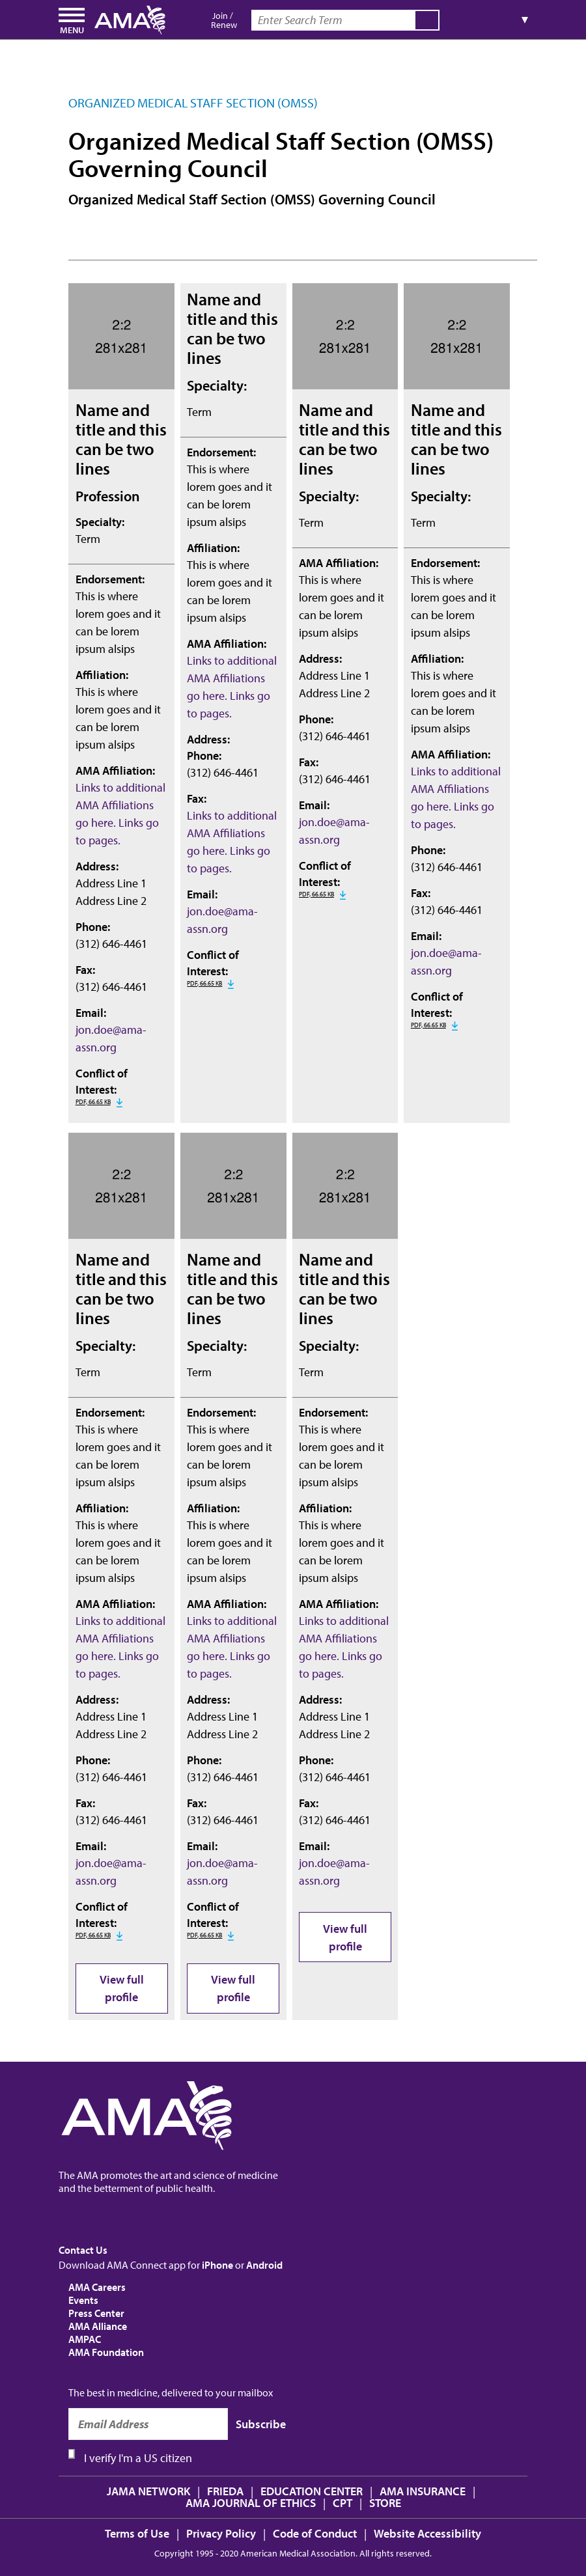 MENU
AMA
Join /
Renew
Enter Search Term
▼
ORGANIZED MEDICAL STAFF SECTION (OMSS)
Organized Medical Staff Section (OMSS)
Governing Council
Organized Medical Staff Section (OMSS) Governing Council
2:2
281x281
Name and
title and this
can be two
lines
Profession
Specialty:
Term
Endorsement:
This is where
lorem goes and it
can be lorem
ipsum alsips
Affiliation:
This is where
lorem goes and it
can be lorem
ipsum alsips
AMA Affiliation:
Links to additional
AMA Affiliations
go here. Links go
to pages.
Address:
Address Line 1
Address Line 2
Phone:
(312) 646-4461
Fax:
(312) 646-4461
Email:
jon.doe@ama-
assn.org
Conflict of
Interest:
PDF, 66.65 KB
Name and
title and this
can be two
lines
Specialty:
Term
Endorsement:
This is where
lorem goes and it
can be lorem
ipsum alsips
Affiliation:
This is where
lorem goes and it
can be lorem
ipsum alsips
AMA Affiliation:
Links to additional
AMA Affiliations
go here. Links go
to pages.
Address:
Phone:
(312) 646-4461
Fax:
Links to additional
AMA Affiliations
go here. Links go
to pages.
Email:
jon.doe@ama-
assn.org
Conflict of
Interest:
PDF, 66.65 KB
2:2
281x281
Name and
title and this
can be two
lines
Specialty:
Term
AMA Affiliation:
This is where
lorem goes and it
can be lorem
ipsum alsips
Address:
Address Line 1
Address Line 2
Phone:
(312) 646-4461
Fax:
(312) 646-4461
Email:
jon.doe@ama-
assn.org
Conflict of
Interest:
PDF, 66.65 KB
2:2
281x281
Name and
title and this
can be two
lines
Specialty:
Term
Endorsement:
This is where
lorem goes and it
can be lorem
ipsum alsips
Affiliation:
This is where
lorem goes and it
can be lorem
ipsum alsips
AMA Affiliation:
Links to additional
AMA Affiliations
go here. Links go
to pages.
Phone:
(312) 646-4461
Fax:
(312) 646-4461
Email:
jon.doe@ama-
assn.org
Conflict of
Interest:
PDF, 66.65 KB
2:2
281x281
Name and
title and this
can be two
lines
Specialty:
Term
Endorsement:
This is where
lorem goes and it
can be lorem
ipsum alsips
Affiliation:
This is where
lorem goes and it
can be lorem
ipsum alsips
AMA Affiliation:
Links to additional
AMA Affiliations
go here. Links go
to pages.
Address:
Address Line 1
Address Line 2
Phone:
(312) 646-4461
Fax:
(312) 646-4461
Email:
jon.doe@ama-
assn.org
Conflict of
Interest:
PDF, 66.65 KB
View full
profile
2:2
281x281
Name and
title and this
can be two
lines
Specialty:
Term
Endorsement:
This is where
lorem goes and it
can be lorem
ipsum alsips
Affiliation:
This is where
lorem goes and it
can be lorem
ipsum alsips
AMA Affiliation:
Links to additional
AMA Affiliations
go here. Links go
to pages.
Address:
Address Line 1
Address Line 2
Phone:
(312) 646-4461
Fax:
(312) 646-4461
Email:
jon.doe@ama-
assn.org
Conflict of
Interest:
PDF, 66.65 KB
View full
profile
2:2
281x281
Name and
title and this
can be two
lines
Specialty:
Term
Endorsement:
This is where
lorem goes and it
can be lorem
ipsum alsips
Affiliation:
This is where
lorem goes and it
can be lorem
ipsum alsips
AMA Affiliation:
Links to additional
AMA Affiliations
go here. Links go
to pages.
Address:
Address Line 1
Address Line 2
Phone:
(312) 646-4461
Fax:
(312) 646-4461
Email:
jon.doe@ama-
assn.org
View full
profile
AMA
The AMA promotes the art and science of medicine
and the betterment of public health.
Contact Us
Download AMA Connect app for iPhone or Android
AMA Careers
Events
Press Center
AMA Alliance
AMPAC
AMA Foundation
The best in medicine, delivered to your mailbox
Email Address
Subscribe
I verify I'm a US citizen
JAMA NETWORK | FRIEDA | EDUCATION CENTER | AMA INSURANCE |
AMA JOURNAL OF ETHICS | CPT | STORE
Terms of Use | Privacy Policy | Code of Conduct | Website Accessibility
Copyright 1995 - 2020 American Medical Association. All rights reserved.